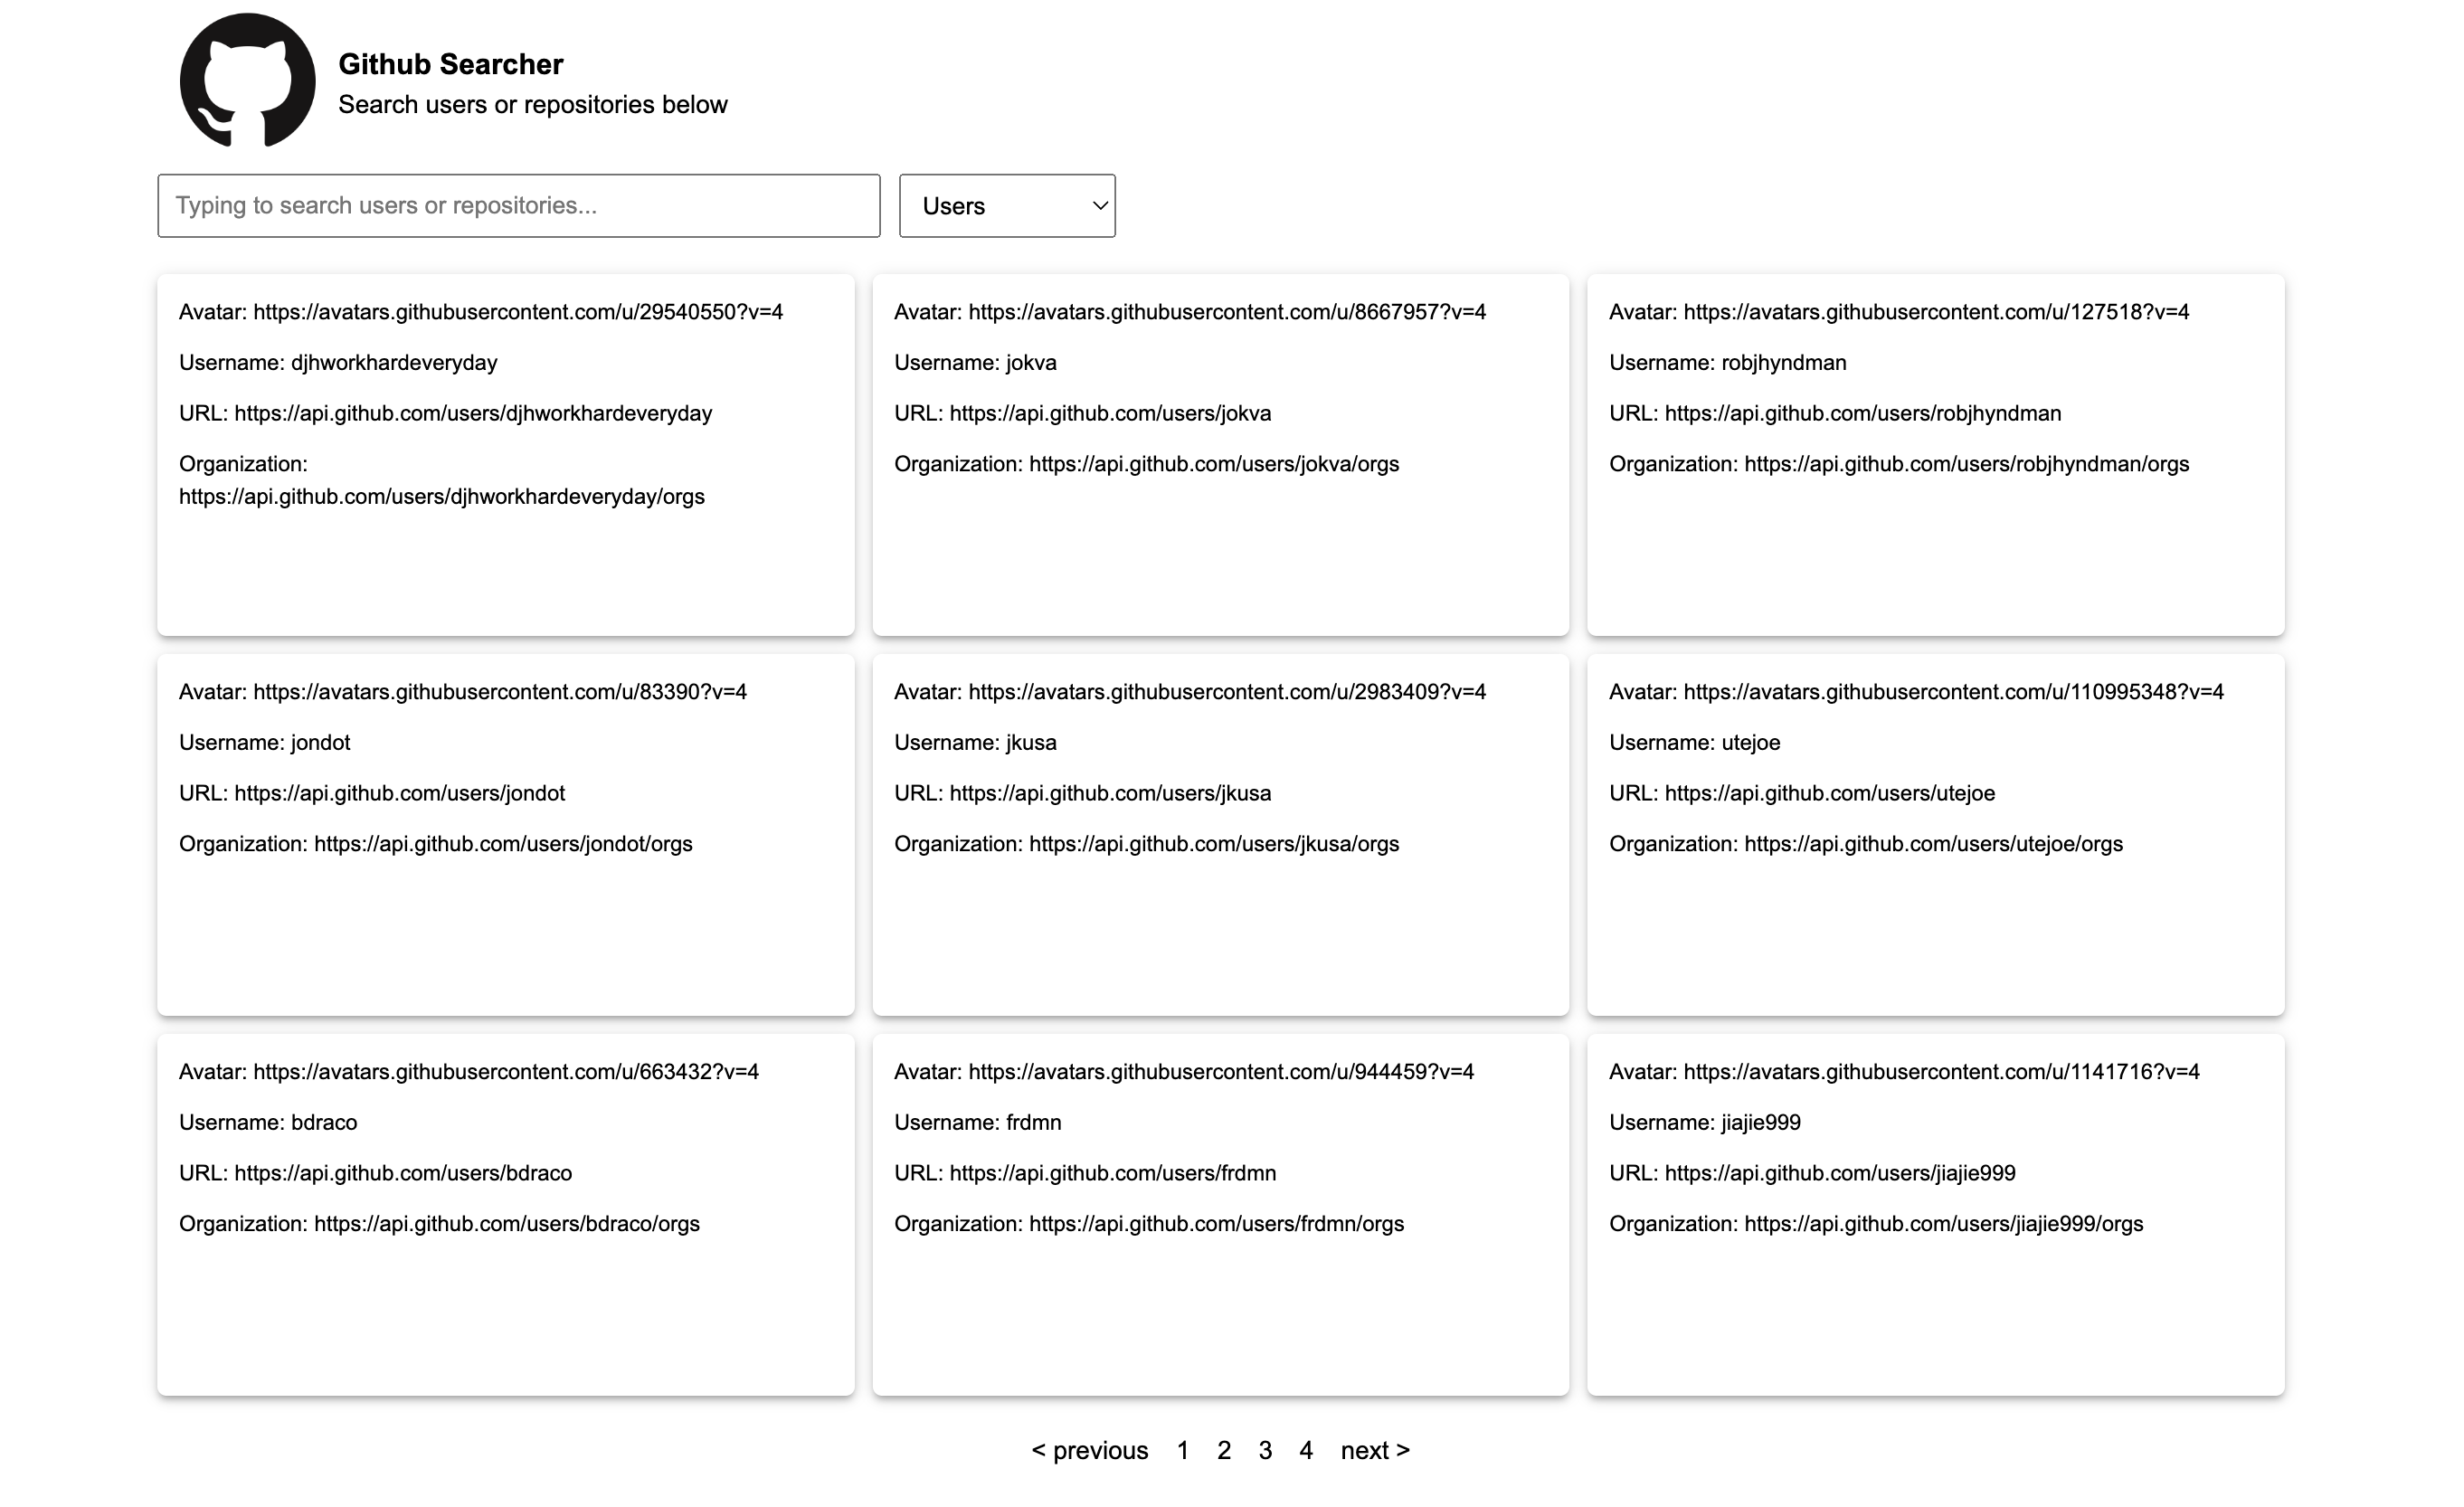 Github Searcher
Search users or repositories below
Typing to search users or repositories...
Users
Avatar: https://avatars.githubusercontent.com/u/29540550?v=4
Username: djhworkhardeveryday
URL: https://api.github.com/users/djhworkhardeveryday
Organization:
https://api.github.com/users/djhworkhardeveryday/orgs
Avatar: https://avatars.githubusercontent.com/u/8667957?v=4
Username: jokva
URL: https://api.github.com/users/jokva
Organization: https://api.github.com/users/jokva/orgs
Avatar: https://avatars.githubusercontent.com/u/127518?v=4
Username: robjhyndman
URL: https://api.github.com/users/robjhyndman
Organization: https://api.github.com/users/robjhyndman/orgs
Avatar: https://avatars.githubusercontent.com/u/83390?v=4
Username: jondot
URL: https://api.github.com/users/jondot
Organization: https://api.github.com/users/jondot/orgs
Avatar: https://avatars.githubusercontent.com/u/2983409?v=4
Username: jkusa
URL: https://api.github.com/users/jkusa
Organization: https://api.github.com/users/jkusa/orgs
Avatar: https://avatars.githubusercontent.com/u/110995348?v=4
Username: utejoe
URL: https://api.github.com/users/utejoe
Organization: https://api.github.com/users/utejoe/orgs
Avatar: https://avatars.githubusercontent.com/u/663432?v=4
Username: bdraco
URL: https://api.github.com/users/bdraco
Organization: https://api.github.com/users/bdraco/orgs
Avatar: https://avatars.githubusercontent.com/u/944459?v=4
Username: frdmn
URL: https://api.github.com/users/frdmn
Organization: https://api.github.com/users/frdmn/orgs
Avatar: https://avatars.githubusercontent.com/u/1141716?v=4
Username: jiajie999
URL: https://api.github.com/users/jiajie999
Organization: https://api.github.com/users/jiajie999/orgs
< previous 1 2 3 4 next >